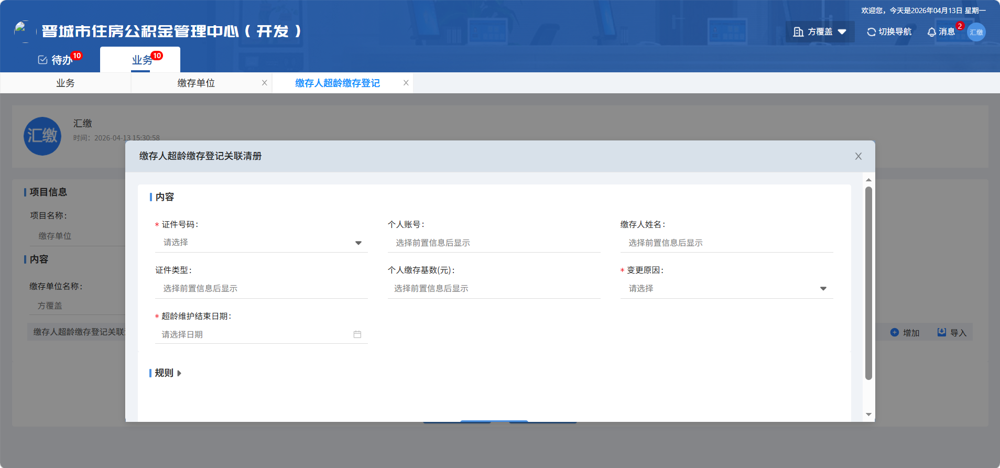 欢迎您，今天是2026年04月13日 星期一
晋城市住房公积金管理中心（开发）
方覆盖
切换导航
消息
2
汇缴
待办
10
业务
10
业务
缴存单位
缴存人超龄缴存登记
汇缴
汇缴
时间：2026-04-13 15:30:58
缴存人超龄缴存登记关联清册
项目信息
项目名称：
缴存单位
内容
缴存单位名称：
方覆盖
缴存人超龄缴存登记关联
增加
导入
内容
* 证件号码：
请选择
个人账号：
选择前置信息后显示
缴存人姓名：
选择前置信息后显示
证件类型：
选择前置信息后显示
个人缴存基数(元)：
选择前置信息后显示
* 变更原因：
请选择
* 超龄维护结束日期：
请选择日期
规则